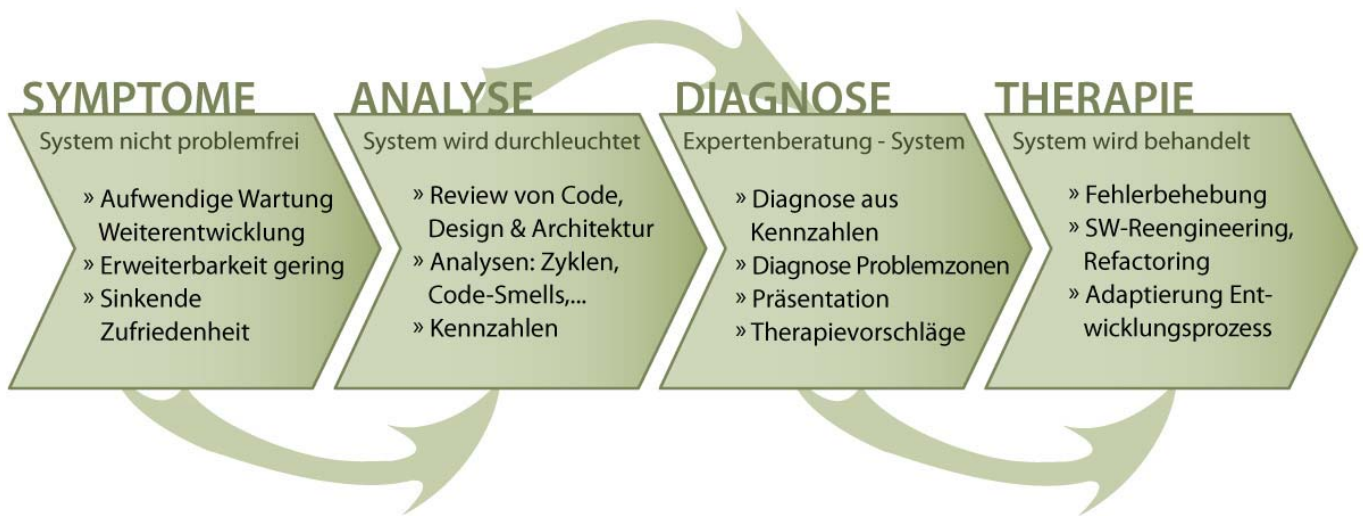 SYMPTOME
System nicht problemfrei
» Aufwendige Wartung
Weiterentwicklung
» Erweiterbarkeit gering
» Sinkende
Zufriedenheit
ANALYSE
System wird durchleuchtet
» Review von Code,
Design & Architektur
» Analysen: Zyklen,
Code-Smells,...
» Kennzahlen
DIAGNOSE
Expertenberatung - System
» Diagnose aus
Kennzahlen
» Diagnose Problemzonen
» Präsentation
» Therapievorschläge
THERAPIE
System wird behandelt
» Fehlerbehebung
» SW-Reengineering,
Refactoring
» Adaptierung Ent-
wicklungsprozess